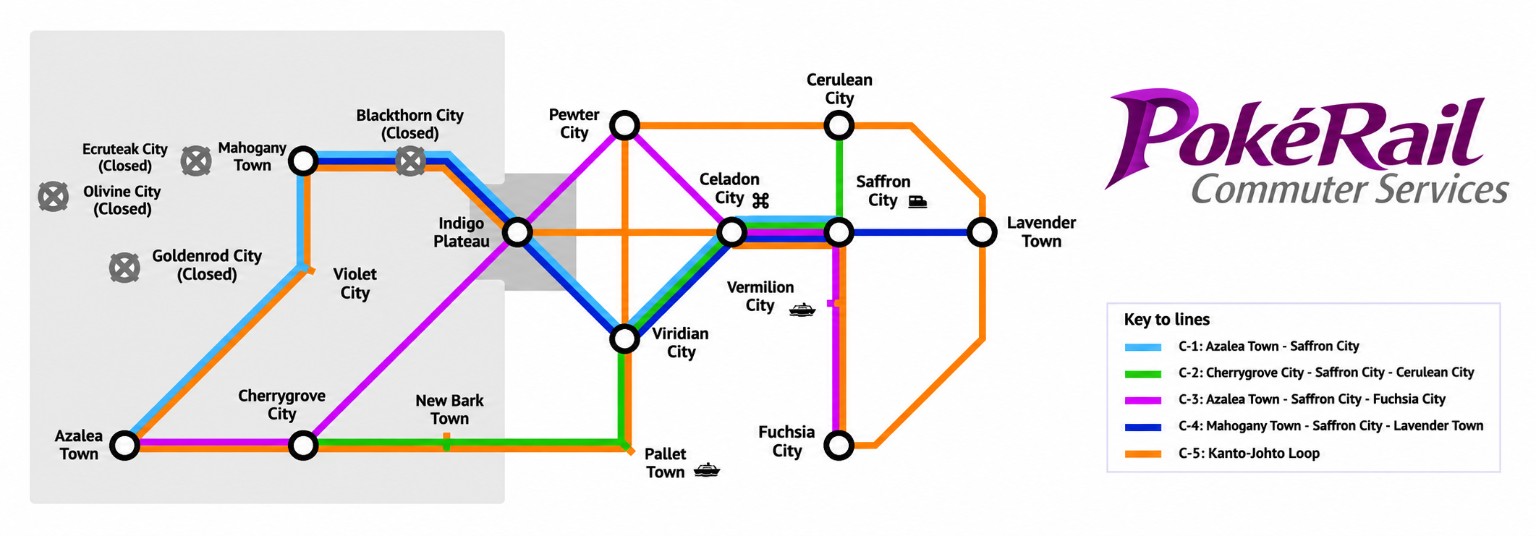 Cerulean
City
Blackthorn City
(Closed)
Pewter
City
Ecruteak City
(Closed)
Mahogany
Town
PokéRail
Commuter Services
Olivine City
(Closed)
Celadon
City
Saffron
City
Indigo
Plateau
Lavender
Town
Goldenrod City
(Closed)
Violet
City
Vermilion
City
Viridian
City
Key to lines
C-1: Azalea Town - Saffron City
C-2: Cherrygrove City - Saffron City - Cerulean City
C-3: Azalea Town - Saffron City - Fuchsia City
C-4: Mahogany Town - Saffron City - Lavender Town
C-5: Kanto-Johto Loop
Cherrygrove
City
New Bark
Town
Azalea
Town
Fuchsia
City
Pallet
Town